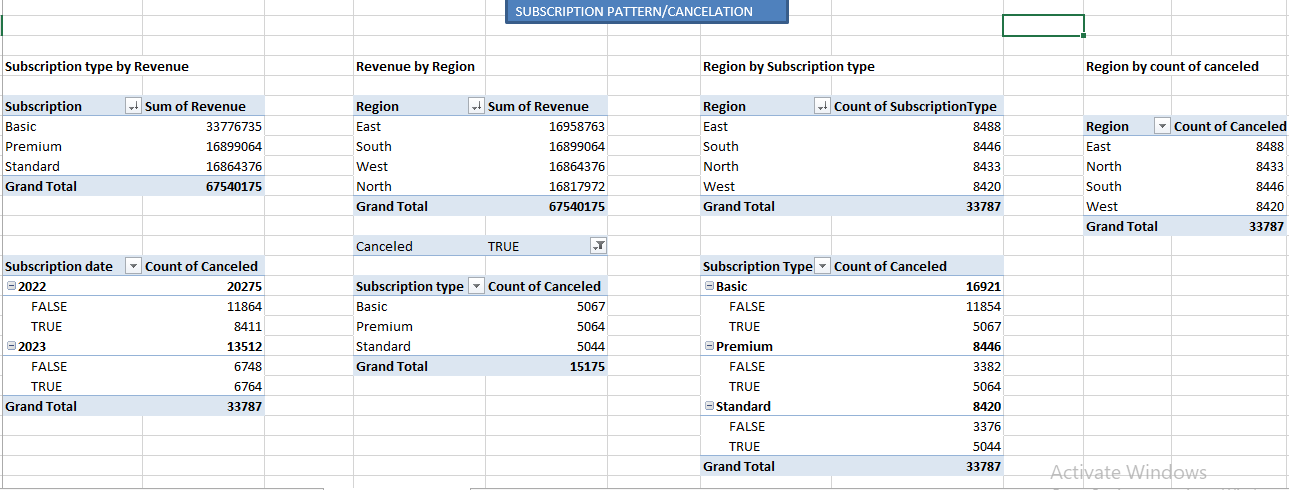 SUBSCRIPTION PATTERN/CANCELATION
Subscription type by Revenue
Subscription Sum of Revenue
Basic 33776735
Premium 16899064
Standard 16864376
Grand Total 67540175
Subscription date Count of Canceled
2022 20275
FALSE 11864
TRUE 8411
2023 13512
FALSE 6748
TRUE 6764
Grand Total 33787
Revenue by Region
Region Sum of Revenue
East 16958763
South 16899064
West 16864376
North 16817972
Grand Total 67540175
Canceled TRUE
Subscription type Count of Canceled
Basic 5067
Premium 5064
Standard 5044
Grand Total 15175
Region by Subscription type
Region Count of SubscriptionType
East 8488
South 8446
North 8433
West 8420
Grand Total 33787
Subscription Type Count of Canceled
Basic 16921
FALSE 11854
TRUE 5067
Premium 8446
FALSE 3382
TRUE 5064
Standard 8420
FALSE 3376
TRUE 5044
Grand Total 33787
Region by count of canceled
Region Count of Canceled
East 8488
North 8433
South 8446
West 8420
Grand Total 33787
Activate Windows